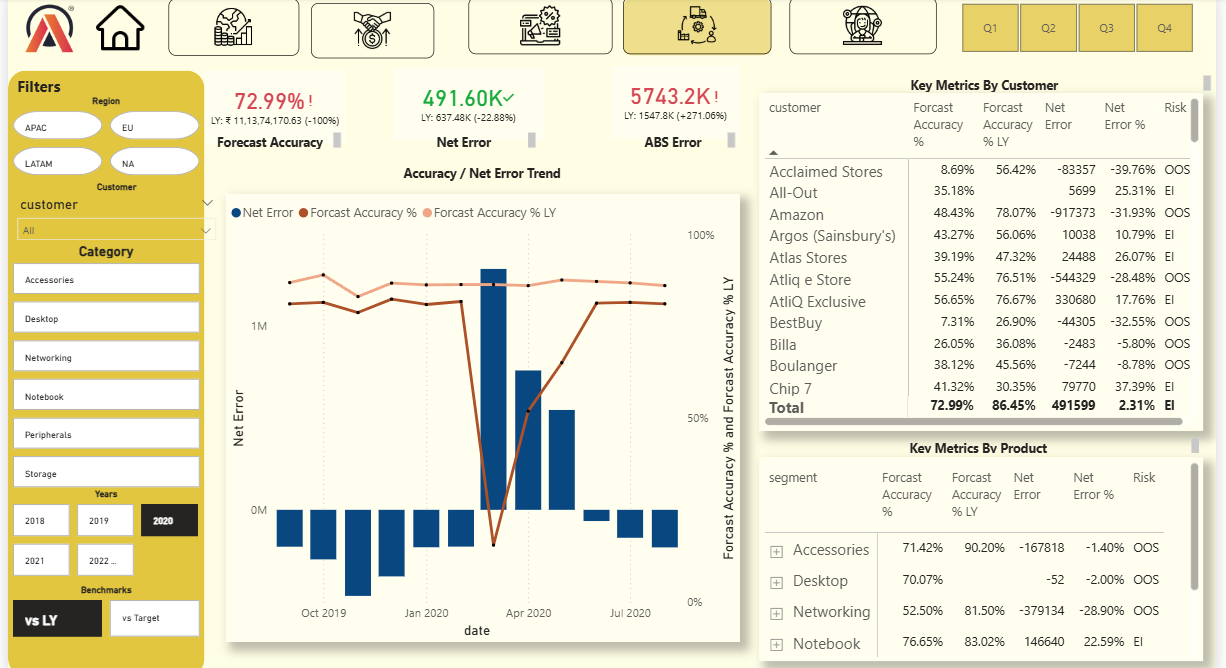 Q1 Q2 Q3 Q4
Filters
Region
APAC EU
LATAM NA
Customer
customer
All
Category
Accessories
Desktop
Networking
Notebook
Peripherals
Storage
Years
2018 2019 2020
2021 2022 ...
Benchmarks
vs LY vs Target
72.99%!
LY: ₹ 11,13,74,170.63 (-100%)
Forecast Accuracy
491.60K
LY: 637.48K (-22.88%)
Net Error
5743.2K!
LY: 1547.8K (+271.06%)
ABS Error
Accuracy / Net Error Trend
Net Error Forcast Accuracy % Forcast Accuracy % LY
100%
1M
50%
0M
0%
Net Error
Forcast Accuracy % and Forcast Accuracy % LY
Oct 2019 Jan 2020 Apr 2020 Jul 2020
date
Key Metrics By Customer
customer Forcast Accuracy % Forcast Accuracy % LY Net Error Net Error % Risk
Acclaimed Stores 8.69% 56.42% -83357 -39.76% OOS
All-Out 35.18% 5699 25.31% EI
Amazon 48.43% 78.07% -917373 -31.93% OOS
Argos (Sainsbury's) 43.27% 56.06% 10038 10.79% EI
Atlas Stores 39.19% 47.32% 24488 26.07% EI
Atliq e Store 55.24% 76.51% -544329 -28.48% OOS
AtliQ Exclusive 56.65% 76.67% 330680 17.76% EI
BestBuy 7.31% 26.90% -44305 -32.55% OOS
Billa 26.05% 36.08% -2483 -5.80% OOS
Boulanger 38.12% 45.56% -7244 -8.78% OOS
Chip 7 41.32% 30.35% 79770 37.39% EI
Total 72.99% 86.45% 491599 2.31% EI
Key Metrics By Product
segment Forcast Accuracy % Forcast Accuracy % LY Net Error Net Error % Risk
Accessories 71.42% 90.20% -167818 -1.40% OOS
Desktop 70.07% -52 -2.00% OOS
Networking 52.50% 81.50% -379134 -28.90% OOS
Notebook 76.65% 83.02% 146640 22.59% EI